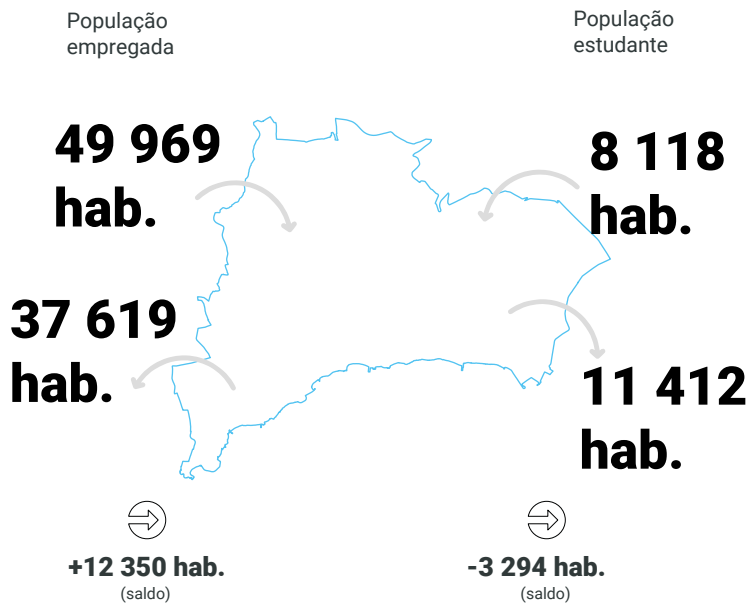 População
empregada
População
estudante
49 969
hab.
8 118
hab.
37 619
hab.
11 412
hab.
+12 350 hab.
(saldo)
-3 294 hab.
(saldo)